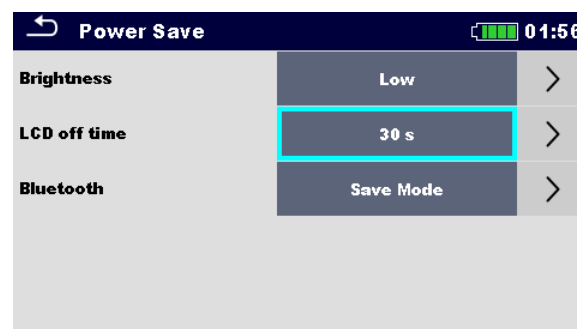 Power Save 01:56
Brightness Low
LCD off time 30 s
Bluetooth Save Mode